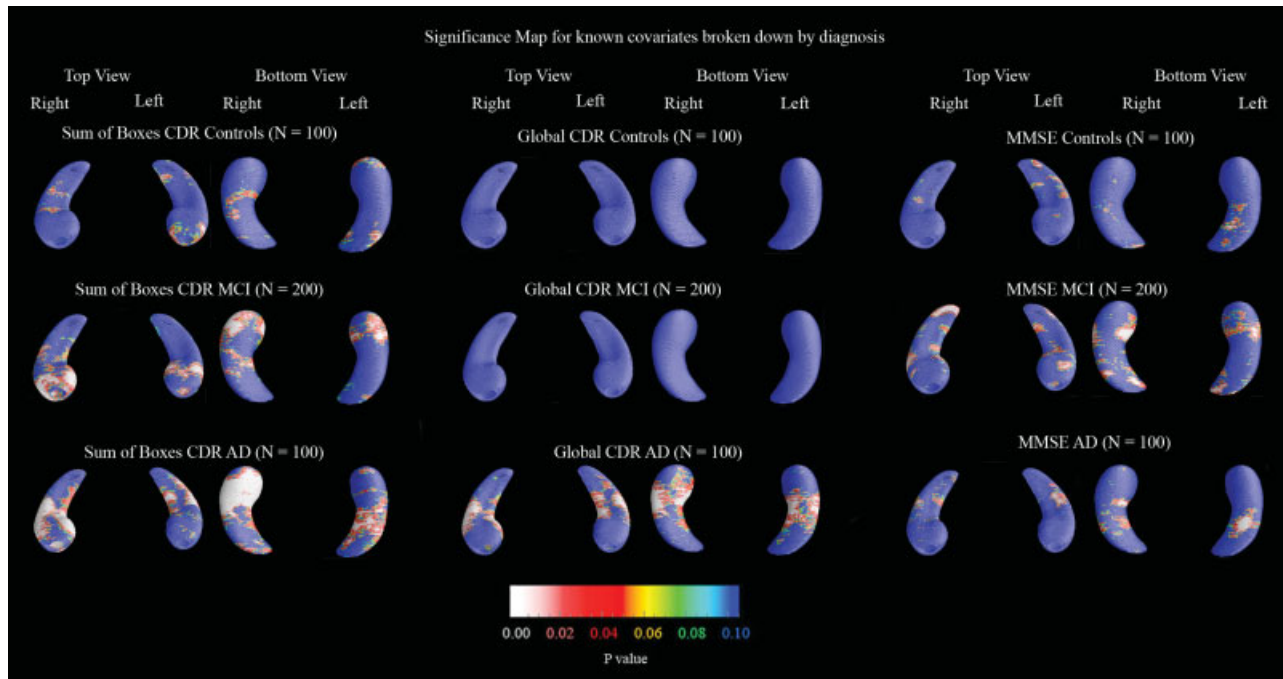 Significance Map for known covariates broken down by diagnosis
Top View Bottom View Top View Bottom View Top View Bottom View
Right Left Right Left Right Left Right Left Right Left Right Left
Sum of Boxes CDR Controls (N = 100) Global CDR Controls (N = 100) MMSE Controls (N = 100)
Sum of Boxes CDR MCI (N = 200) Global CDR MCI (N = 200) MMSE MCI (N = 200)
Sum of Boxes CDR AD (N = 100) Global CDR AD (N = 100) MMSE AD (N = 100)
0.00 0.02 0.04 0.06 0.08 0.10
P value